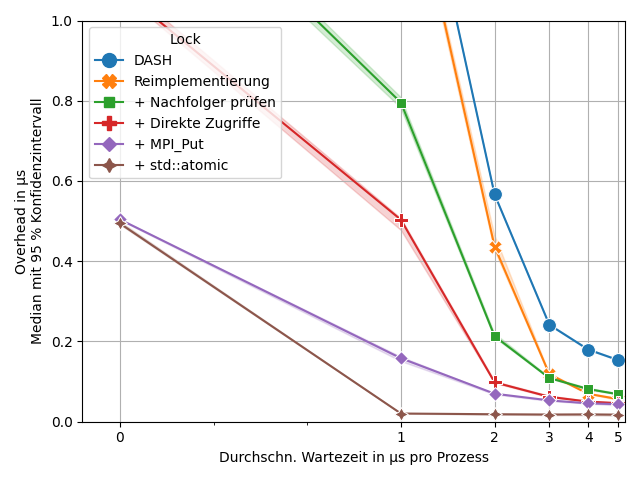 1.0
0.8
0.6
0.4
0.2
0.0
Overhead in µs
Median mit 95 % Konfidenzintervall
Lock
DASH
Reimplementierung
+ Nachfolger prüfen
+ Direkte Zugriffe
+ MPI_Put
+ std::atomic
0 1 2 3 4 5
Durchschn. Wartezeit in µs pro Prozess